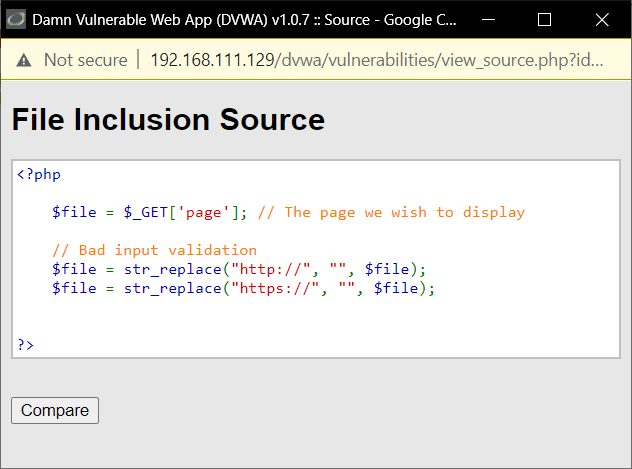 Damn Vulnerable Web App (DVWA) v1.0.7 :: Source - Google C...
Not secure | 192.168.111.129/dvwa/vulnerabilities/view_source.php?id...
File Inclusion Source
<?php
$file = $_GET['page']; // The page we wish to display
// Bad input validation
$file = str_replace("http://", "", $file);
$file = str_replace("https://", "", $file);
?>
Compare